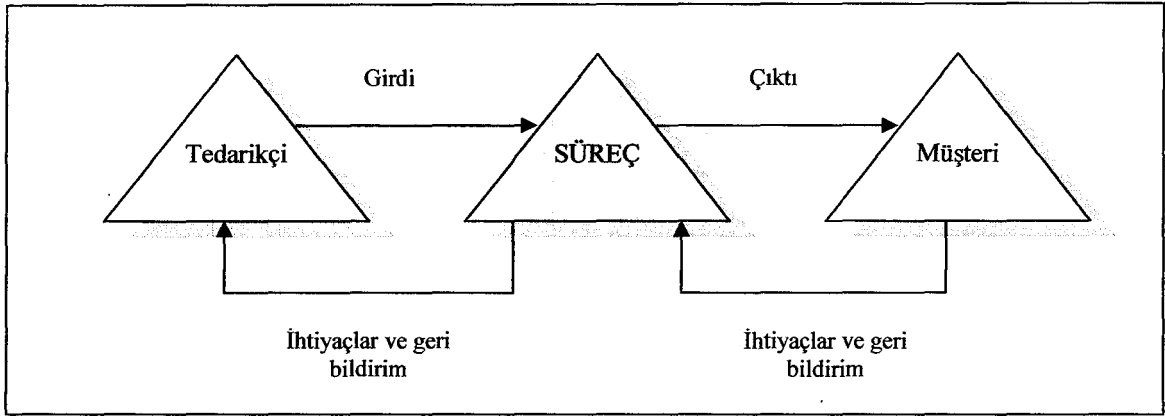 Girdi
Çıktı
Tedarikçi
SÜREÇ
Müşteri
İhtiyaçlar ve geri
bildirim
İhtiyaçlar ve geri
bildirim